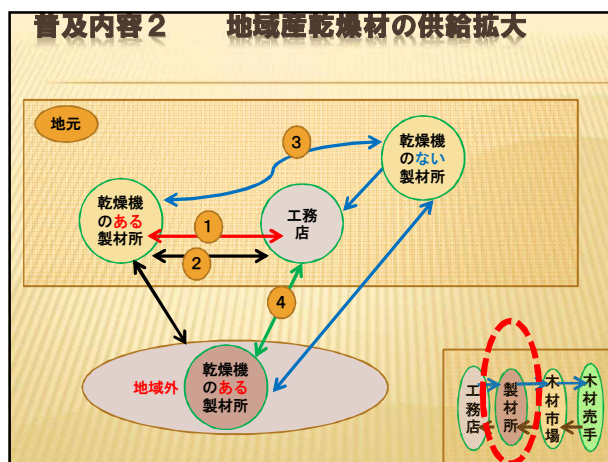 普及内容2 地域産乾燥材の供給拡大
地元
3
乾燥機
のない
製材所
乾燥機
のある
製材所
1
工務
店
2
4
地域外
乾燥機
のある
製材所
工務店
製材所
木材市場
木材売手